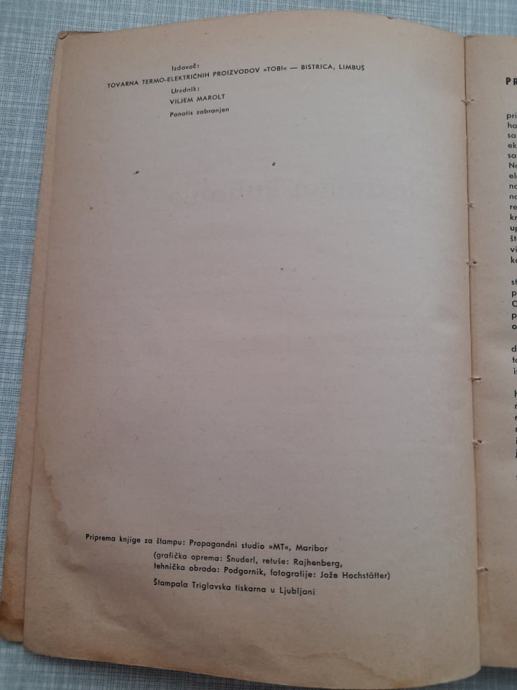 Izdavač:
TOVARNA TERMO-ELEKTRIČNIH PROIZVODOV »TOBI« — BISTRICA, LIMBUŠ
Urednik:
VILJEM MAROLT
Ponatis zabranjen
Priprema knjige za štampu: Propagandni studio »MT«, Maribor
(grafička oprema: Šnuderl, retuše: Rajhenberg,
tehnička obrada: Podgornik, fotografije: Jože Hochstätter)
Štampala Triglavska tiskarna u Ljubljani